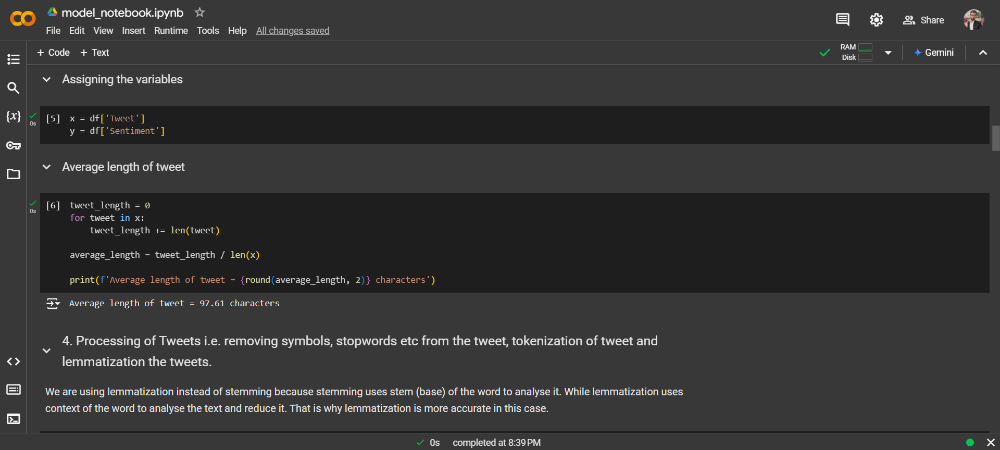 model_notebook.ipynb
File Edit View Insert Runtime Tools Help All changes saved
Share
+ Code + Text
RAM
Disk
Gemini
Assigning the variables
[5] x = df['Tweet']
0s
y = df['Sentiment']
Average length of tweet
[6] tweet_length = 0
0s
for tweet in x:
    tweet_length += len(tweet)
average_length = tweet_length / len(x)
print(f'Average length of tweet = {round(average_length, 2)} characters')
Average length of tweet = 97.61 characters
4. Processing of Tweets i.e. removing symbols, stopwords etc from the tweet, tokenization of tweet and
lemmatization the tweets.
We are using lemmatization instead of stemming because stemming uses stem (base) of the word to analyse it. While lemmatization uses
context of the word to analyse the text and reduce it. That is why lemmatization is more accurate in this case.
0s completed at 8:39 PM